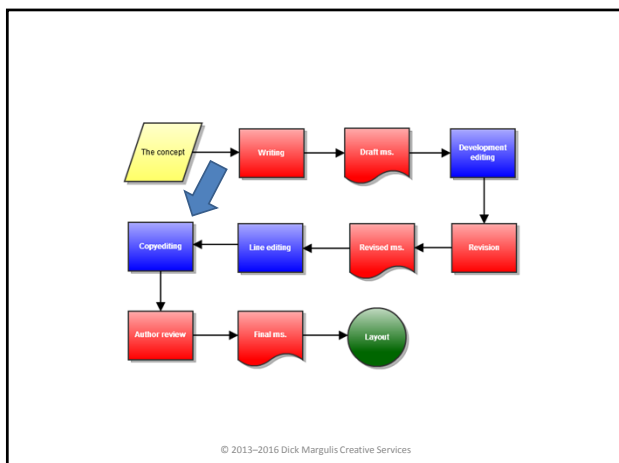 The concept
Writing
Draft ms.
Development
editing
Revision
Revised ms.
Line editing
Copyediting
Author review
Final ms.
Layout
© 2013–2016 Dick Margulis Creative Services